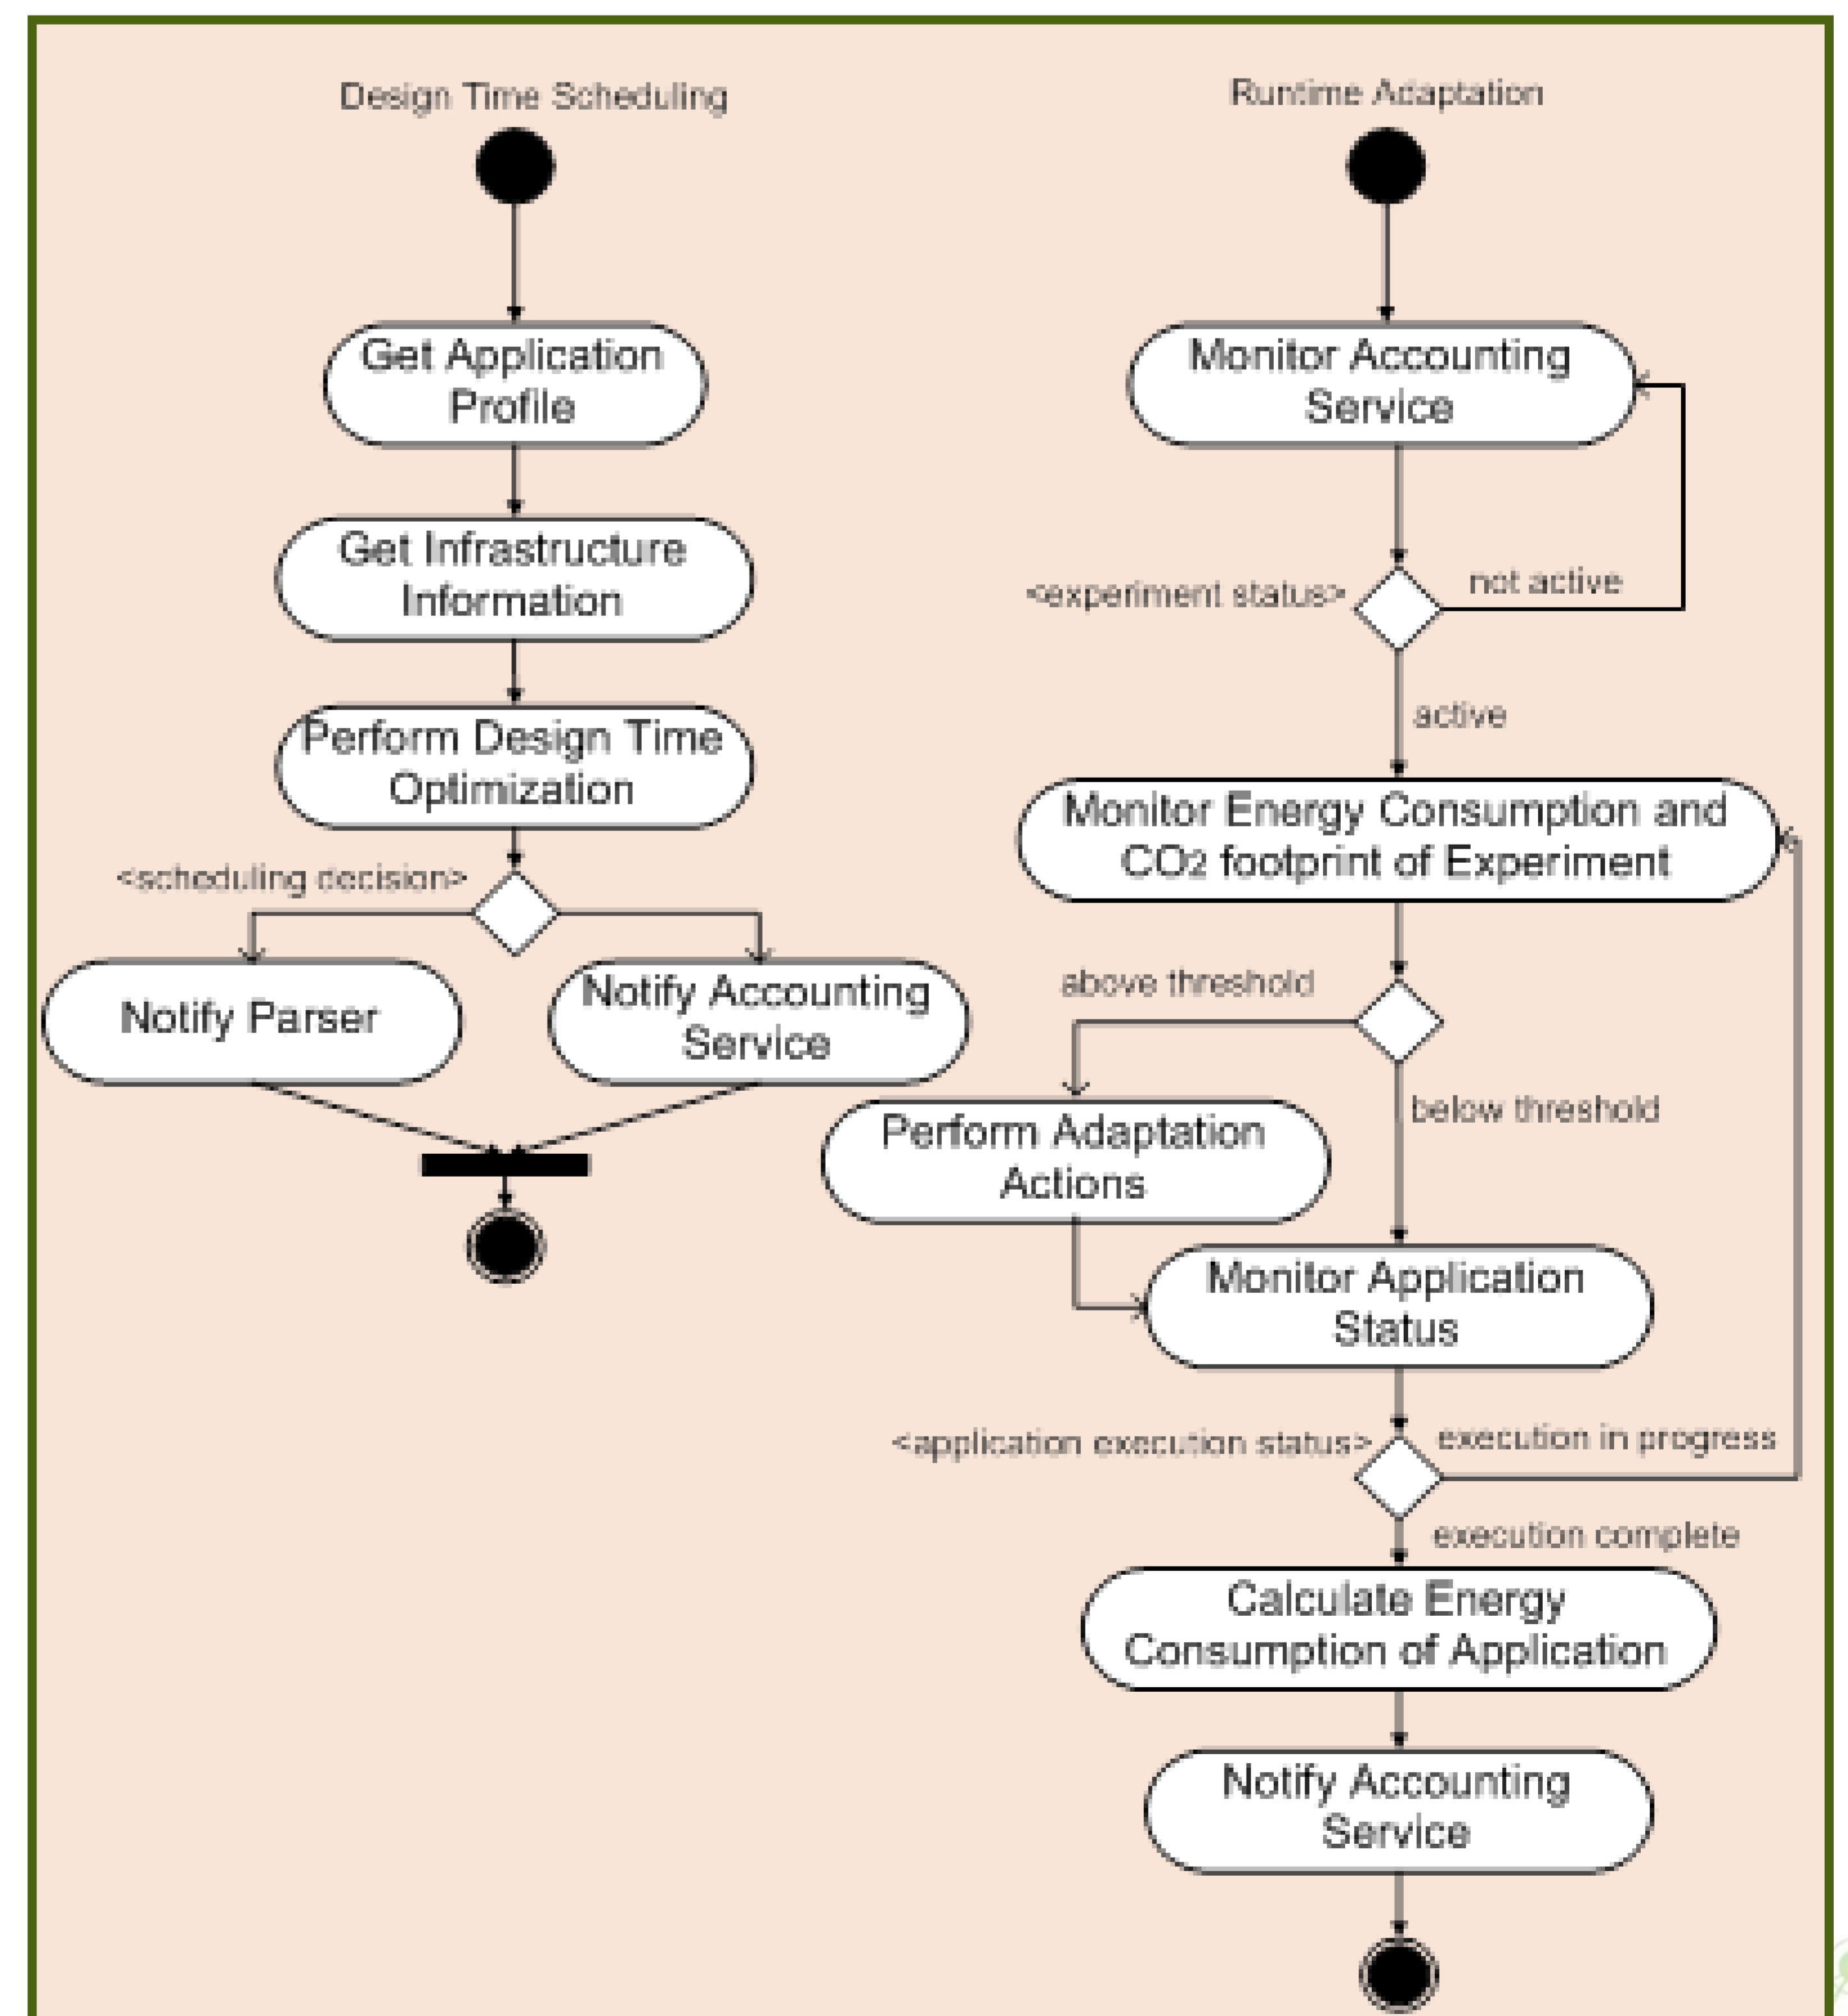 Design Time Scheduling
Get Application
Profile
Get Infrastructure
Information
Perform Design Time
Optimization
<scheduling decision>
Notify Parser
Notify Accounting
Service
Runtime Adaptation
Monitor Accounting
Service
<experiment status>
not active
active
Monitor Energy Consumption and
CO2 footprint of Experiment
above threshold
below threshold
Perform Adaptation
Actions
Monitor Application
Status
<application execution status>
execution in progress
execution complete
Calculate Energy
Consumption of Application
Notify Accounting
Service